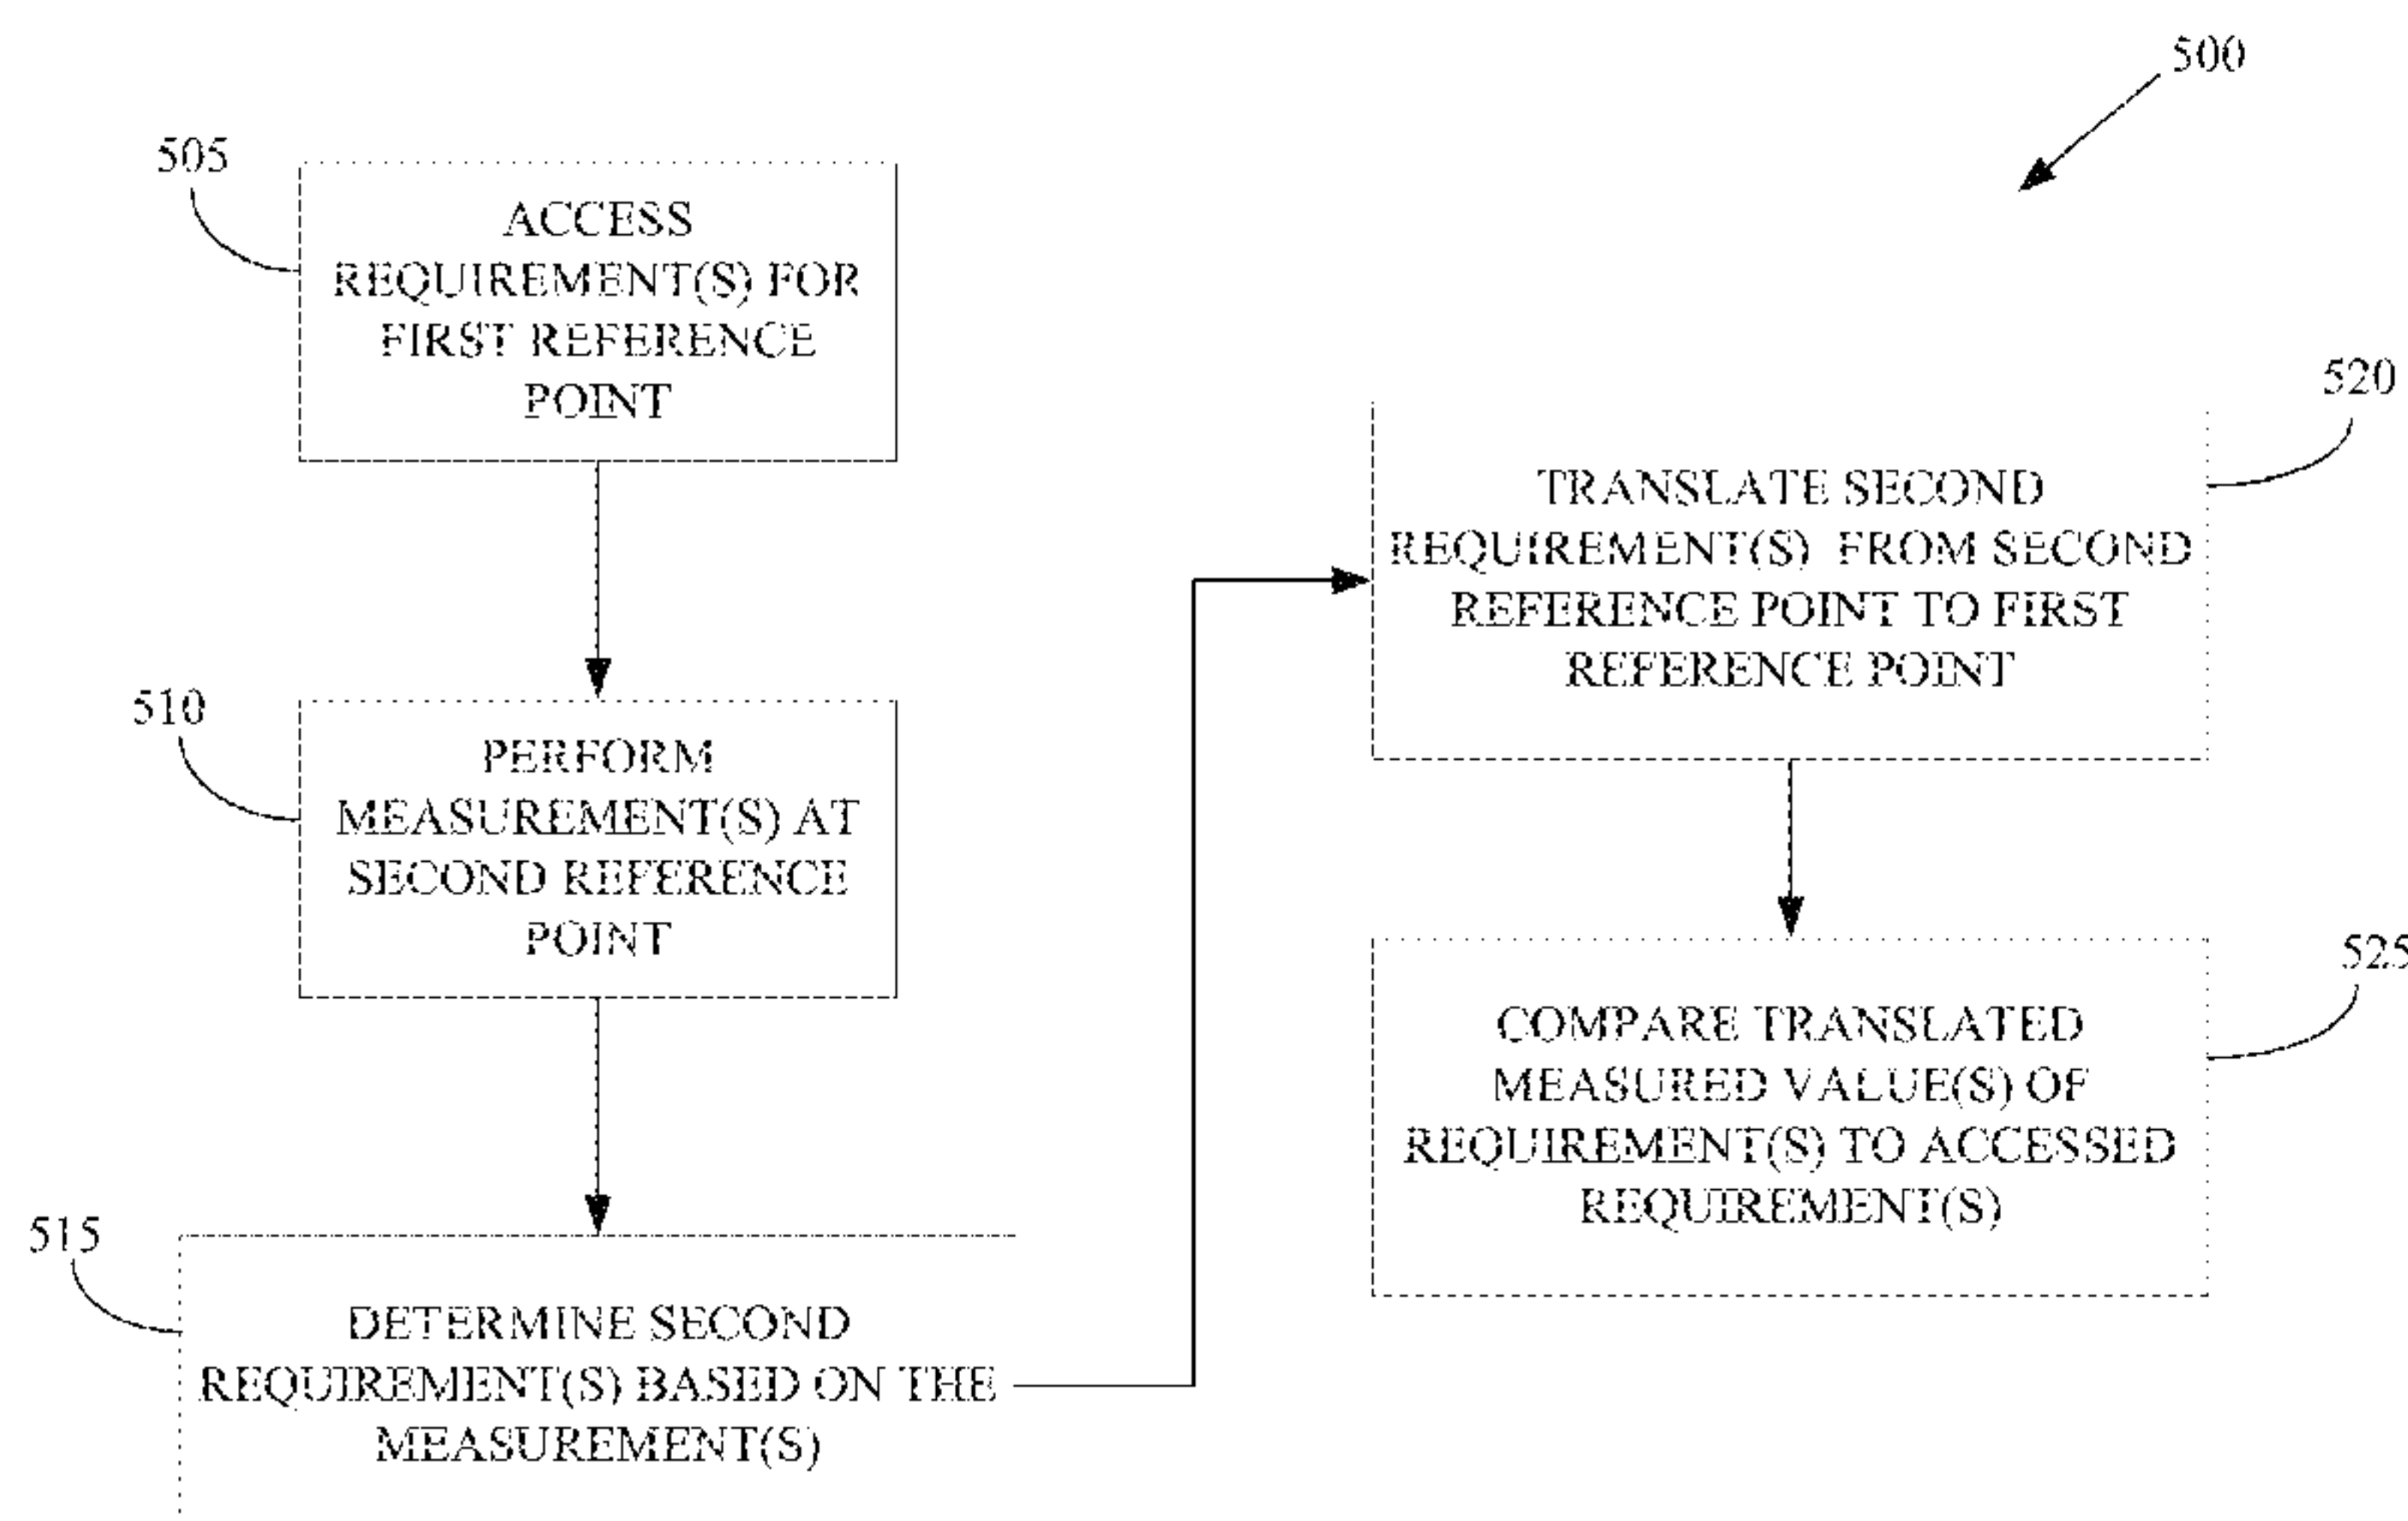 500
505
ACCESS
REQUIREMENT(S) FOR
FIRST REFERENCE
POINT
510
PERFORM
MEASUREMENT(S) AT
SECOND REFERENCE
POINT
515
DETERMINE SECOND
REQUIREMENT(S) BASED ON THE
MEASUREMENT(S)
520
TRANSLATE SECOND
REQUIREMENT(S) FROM SECOND
REFERENCE POINT TO FIRST
REFERENCE POINT
525
COMPARE TRANSLATED
MEASURED VALUE(S) OF
REQUIREMENT(S) TO ACCESSED
REQUIREMENT(S)